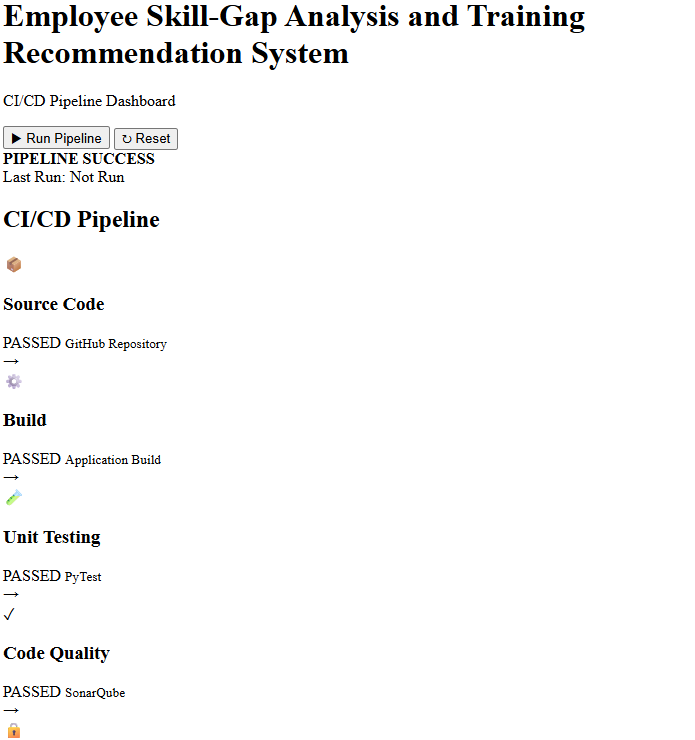 Employee Skill-Gap Analysis and Training
Recommendation System
CI/CD Pipeline Dashboard
▶ Run Pipeline ↻ Reset
PIPELINE SUCCESS
Last Run: Not Run
CI/CD Pipeline
📦
Source Code
PASSED GitHub Repository
→
⚙️
Build
PASSED Application Build
→
🧪
Unit Testing
PASSED PyTest
→
✓
Code Quality
PASSED SonarQube
→
🔒